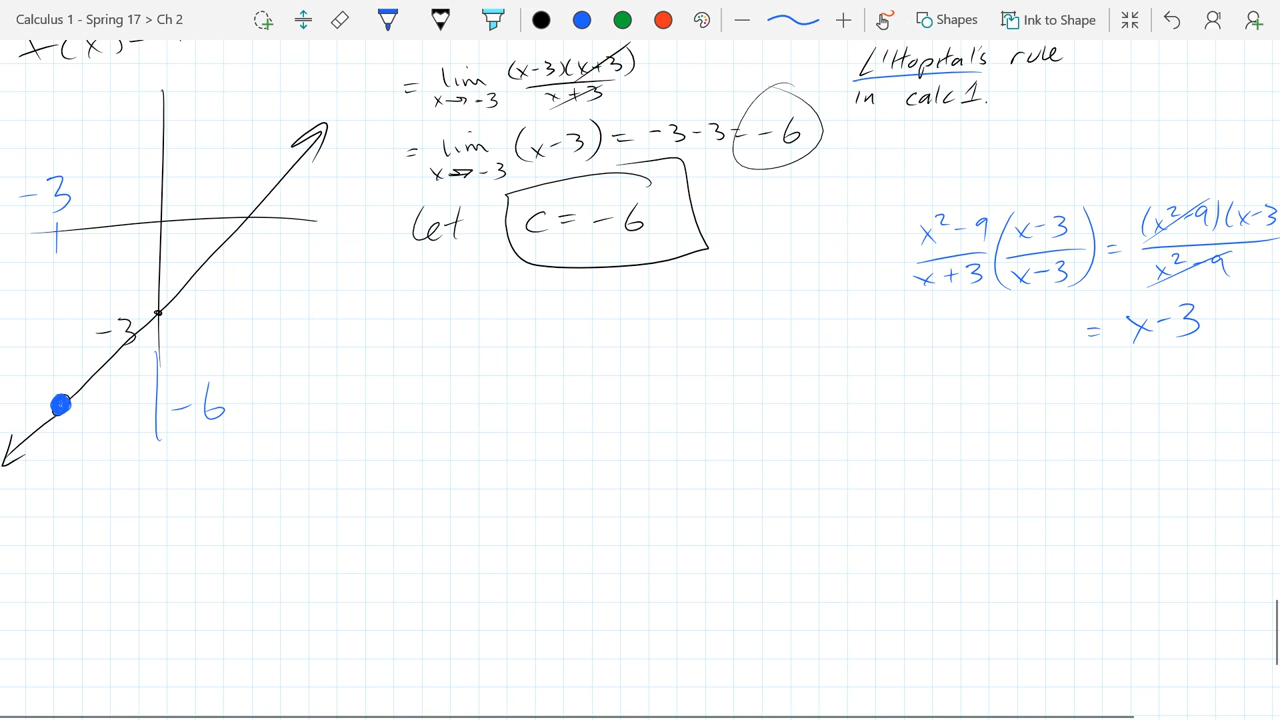 Calculus 1 - Spring 17 > Ch 2
Shapes
Ink to Shape
f(x) =
= lim x→-3 (x-3)(x+3)/x+3
= lim x→-3 (x-3) = -3-3 = -6
Let C = -6
L'Hopital's rule
in calc 1.
x²-9/x+3 (x-3/x-3) = (x²-9)(x-3/x²-9
= x-3
-3
-3
-6